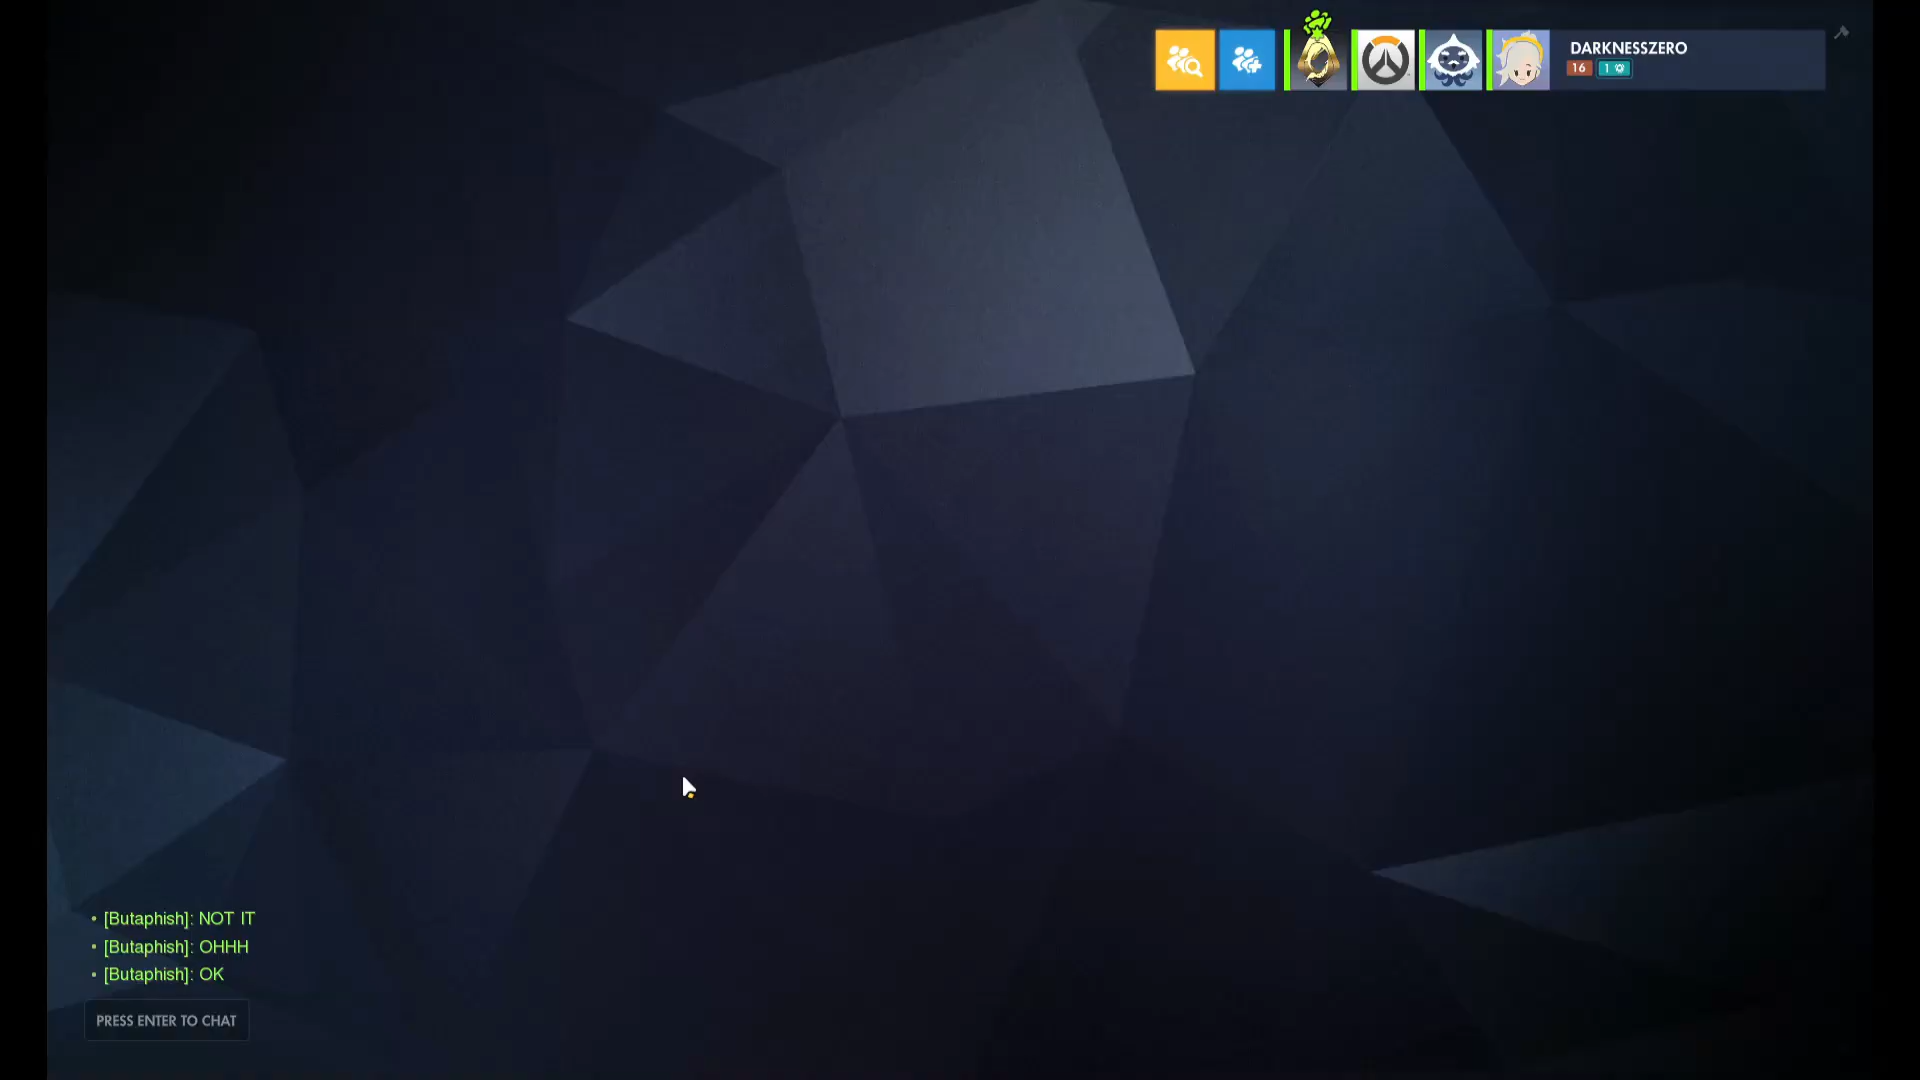 DARKNESSZERO
16 1
[Butaphish]: NOT IT
[Butaphish]: OHHH
[Butaphish]: OK
PRESS ENTER TO CHAT